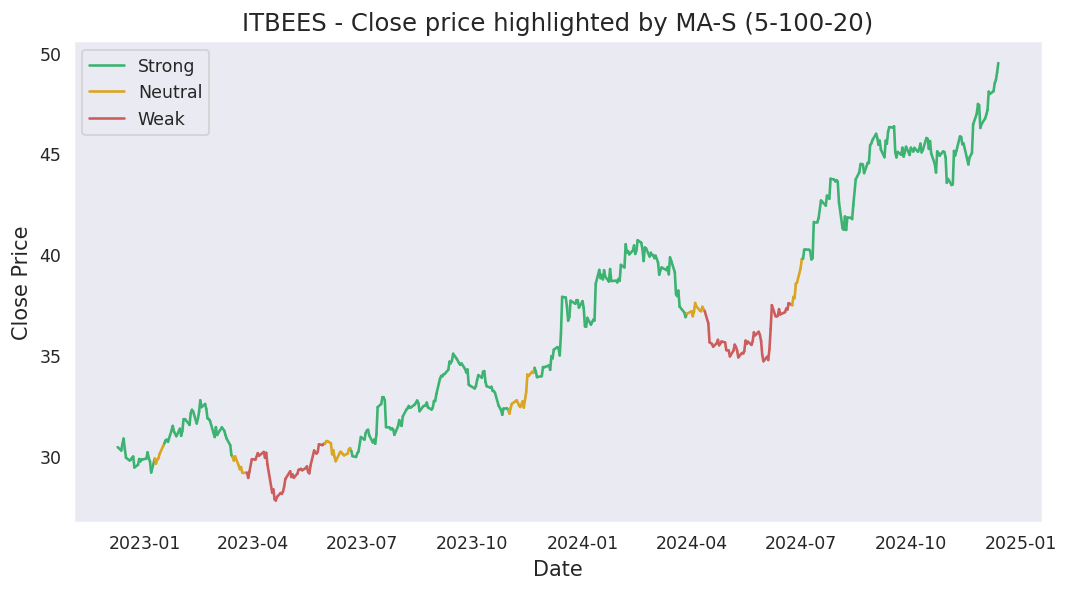 ITBEES - Close price highlighted by MA-S (5-100-20)
Strong
Neutral
Weak
Close Price
50
45
40
35
30
2023-01 2023-04 2023-07 2023-10 2024-01 2024-04 2024-07 2024-10 2025-01
Date